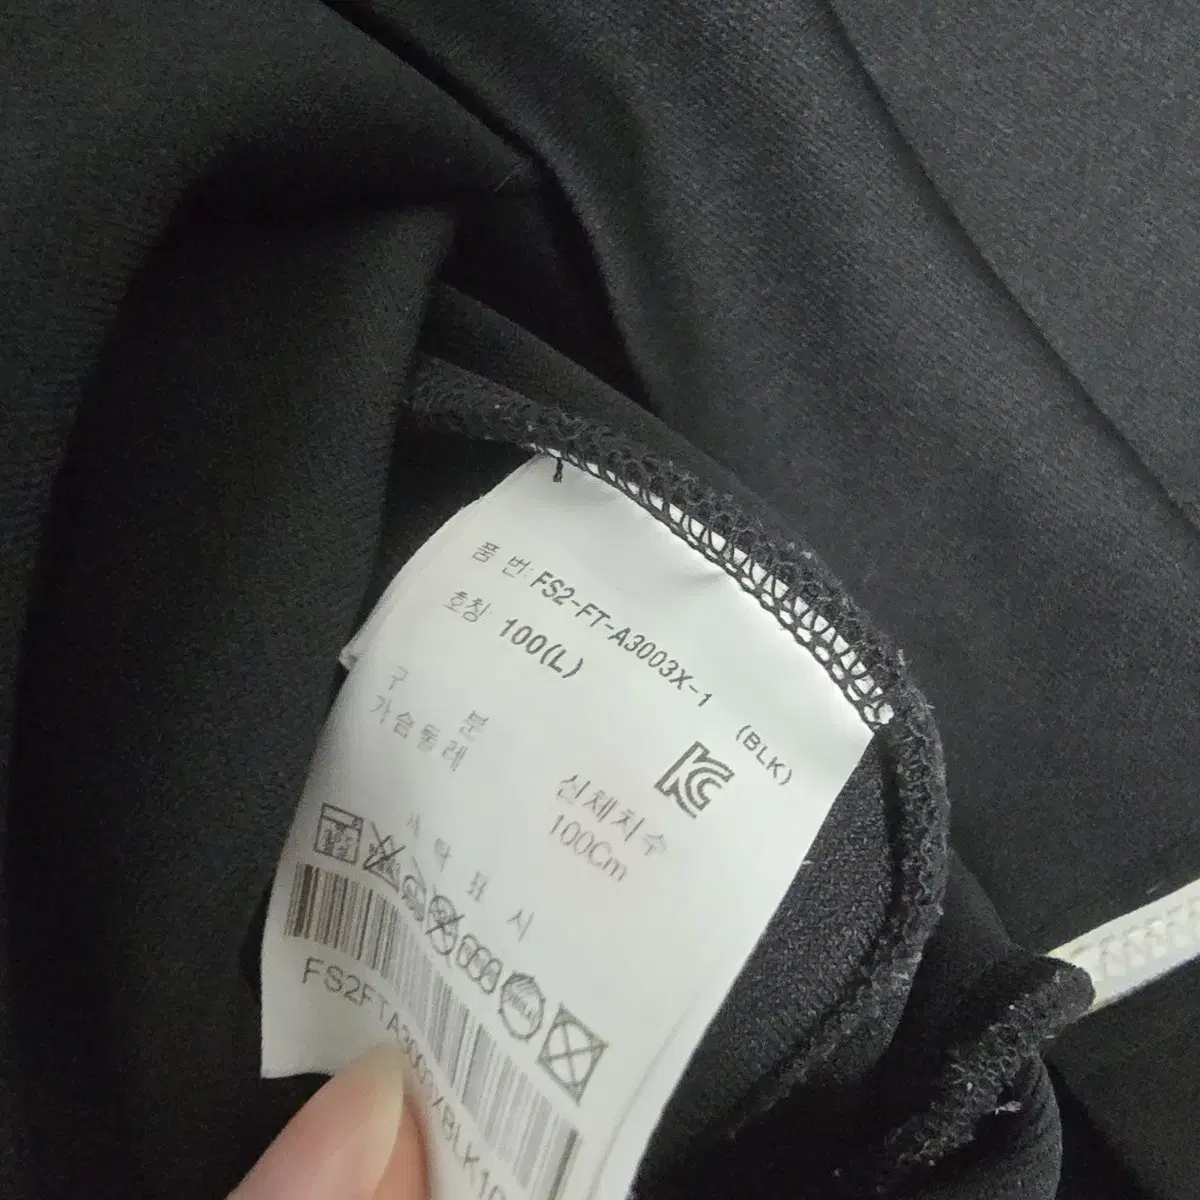 품 번: FS2-FT-A3003X-1 (BLK)
호칭: 100(L)
구 분 신체치수
가슴둘레 100Cm
세 탁 표 시